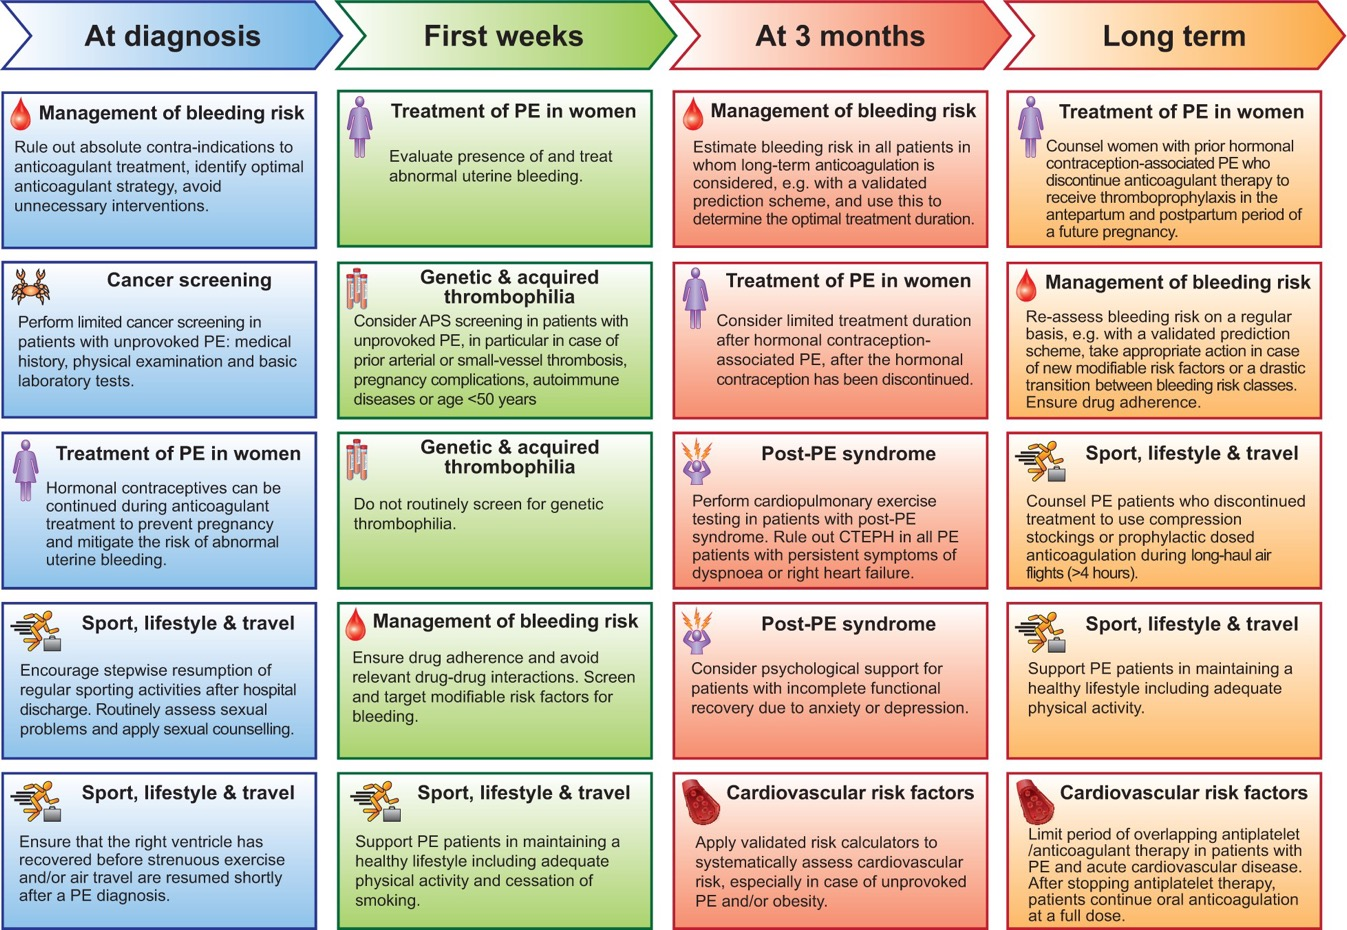 At diagnosis
First weeks
At 3 months
Long term
Management of bleeding risk
Rule out absolute contra-indications to
anticoagulant treatment, identify optimal
anticoagulant strategy, avoid
unnecessary interventions.
Treatment of PE in women
Evaluate presence of and treat
abnormal uterine bleeding.
Management of bleeding risk
Estimate bleeding risk in all patients in
whom long-term anticoagulation is
considered, e.g. with a validated
prediction scheme, and use this to
determine the optimal treatment duration.
Treatment of PE in women
Counsel women with prior hormonal
contraception-associated PE who
discontinue anticoagulant therapy to
receive thromboprophylaxis in the
antepartum and postpartum period of
a future pregnancy.
Cancer screening
Perform limited cancer screening in
patients with unprovoked PE: medical
history, physical examination and basic
laboratory tests.
Genetic & acquired
thrombophilia
Consider APS screening in patients with
unprovoked PE, in particular in case of
prior arterial or small-vessel thrombosis,
pregnancy complications, autoimmune
diseases or age <50 years
Treatment of PE in women
Consider limited treatment duration
after hormonal contraception-
associated PE, after the hormonal
contraception has been discontinued.
Management of bleeding risk
Re-assess bleeding risk on a regular
basis, e.g. with a validated prediction
scheme, take appropriate action in case
of new modifiable risk factors or a drastic
transition between bleeding risk classes.
Ensure drug adherence.
Treatment of PE in women
Hormonal contraceptives can be
continued during anticoagulant
treatment to prevent pregnancy
and mitigate the risk of abnormal
uterine bleeding.
Genetic & acquired
thrombophilia
Do not routinely screen for genetic
thrombophilia.
Post-PE syndrome
Perform cardiopulmonary exercise
testing in patients with post-PE
syndrome. Rule out CTEPH in all PE
patients with persistent symptoms of
dyspnoea or right heart failure.
Sport, lifestyle & travel
Counsel PE patients who discontinued
treatment to use compression
stockings or prophylactic dosed
anticoagulation during long-haul air
flights (>4 hours).
Sport, lifestyle & travel
Encourage stepwise resumption of
regular sporting activities after hospital
discharge. Routinely assess sexual
problems and apply sexual counselling.
Management of bleeding risk
Ensure drug adherence and avoid
relevant drug-drug interactions. Screen
and target modifiable risk factors for
bleeding.
Post-PE syndrome
Consider psychological support for
patients with incomplete functional
recovery due to anxiety or depression.
Sport, lifestyle & travel
Support PE patients in maintaining a
healthy lifestyle including adequate
physical activity.
Sport, lifestyle & travel
Ensure that the right ventricle has
recovered before strenuous exercise
and/or air travel are resumed shortly
after a PE diagnosis.
Sport, lifestyle & travel
Support PE patients in maintaining a
healthy lifestyle including adequate
physical activity and cessation of
smoking.
Cardiovascular risk factors
Apply validated risk calculators to
systematically assess cardiovascular
risk, especially in case of unprovoked
PE and/or obesity.
Cardiovascular risk factors
Limit period of overlapping antiplatelet
/anticoagulant therapy in patients with
PE and acute cardiovascular disease.
After stopping antiplatelet therapy,
patients continue oral anticoagulation
at a full dose.